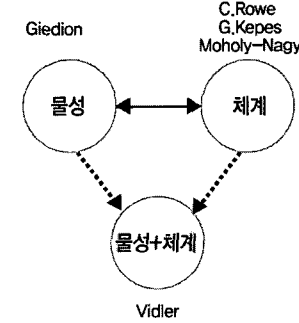 Giedion
C.Rowe
G.Kepes
Moholy-Nagy
물성
체계
물성+체계
Vidler